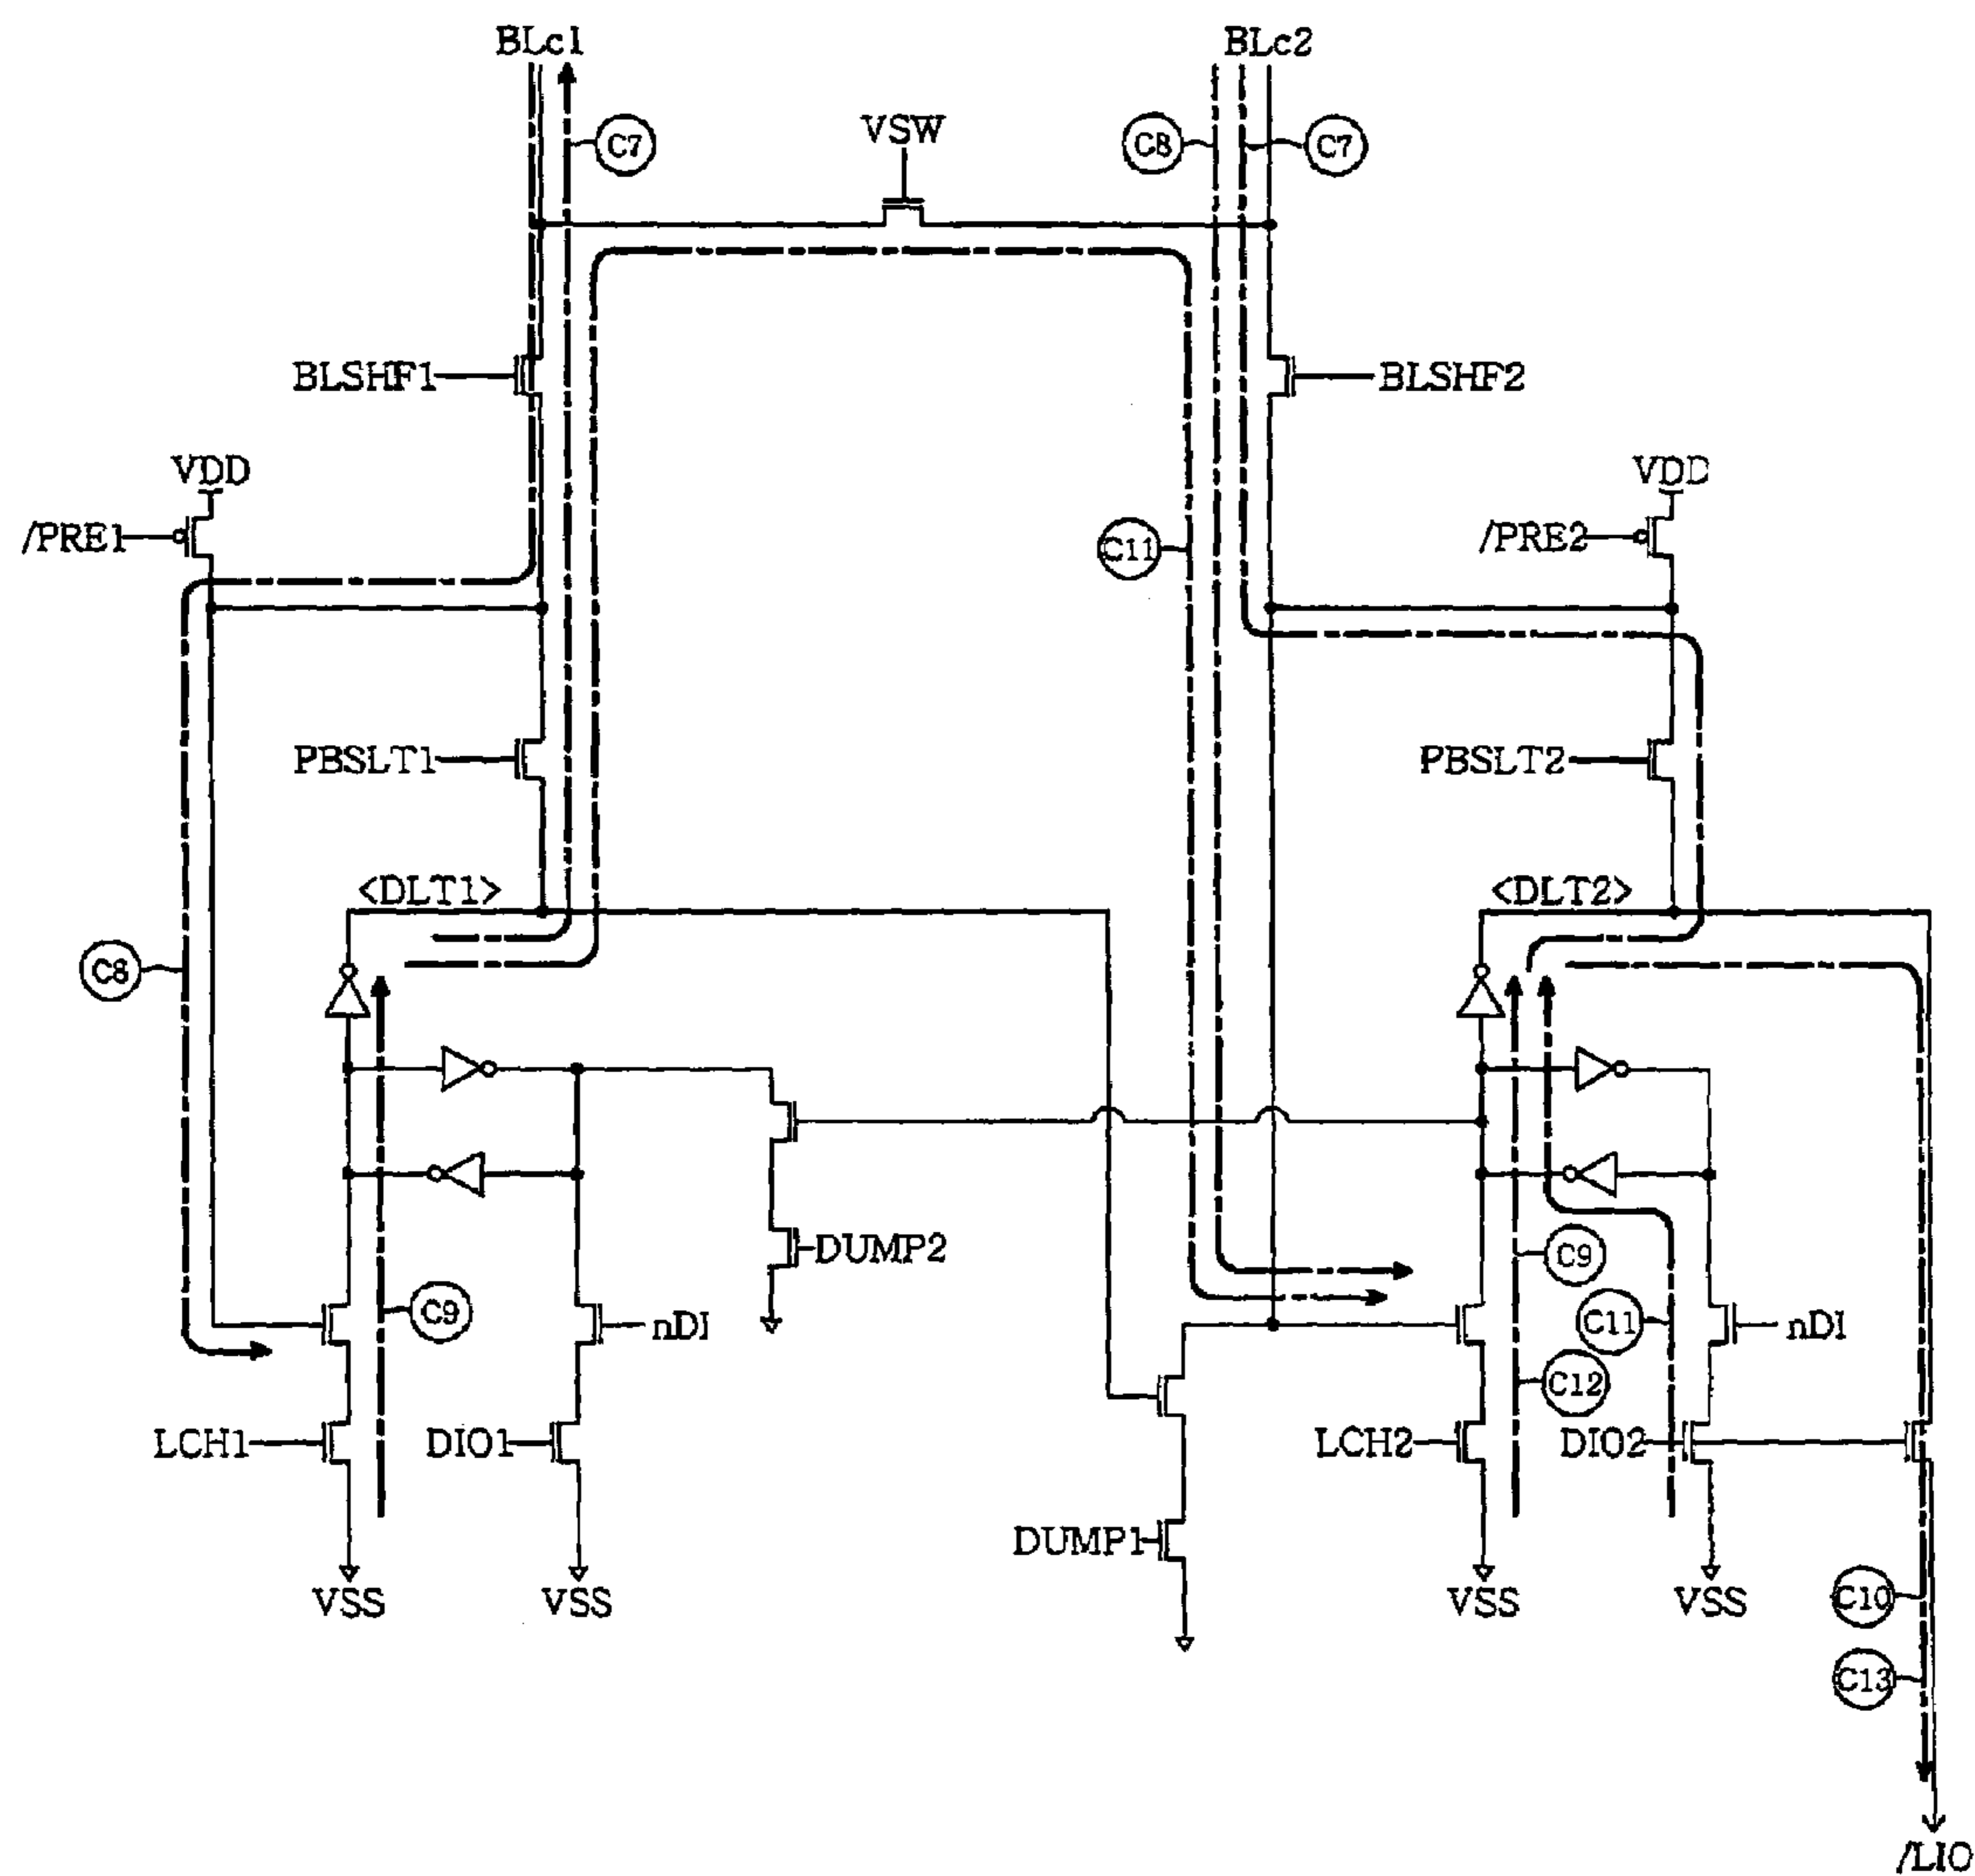 BLc1
BLc2
C7
VSW
C8
C7
BLSHF1
BLSHF2
VDD
VDD
/PRE1
/PRE2
C11
PBSLT1
PBSLT2
<DLT1>
<DLT2>
C8
DUMP2
C9
C9
nDI
C11
nDI
C12
LCH1
DIO1
LCH2
DIO2
DUMP1
VSS
VSS
VSS
VSS
C10
C13
/LIO